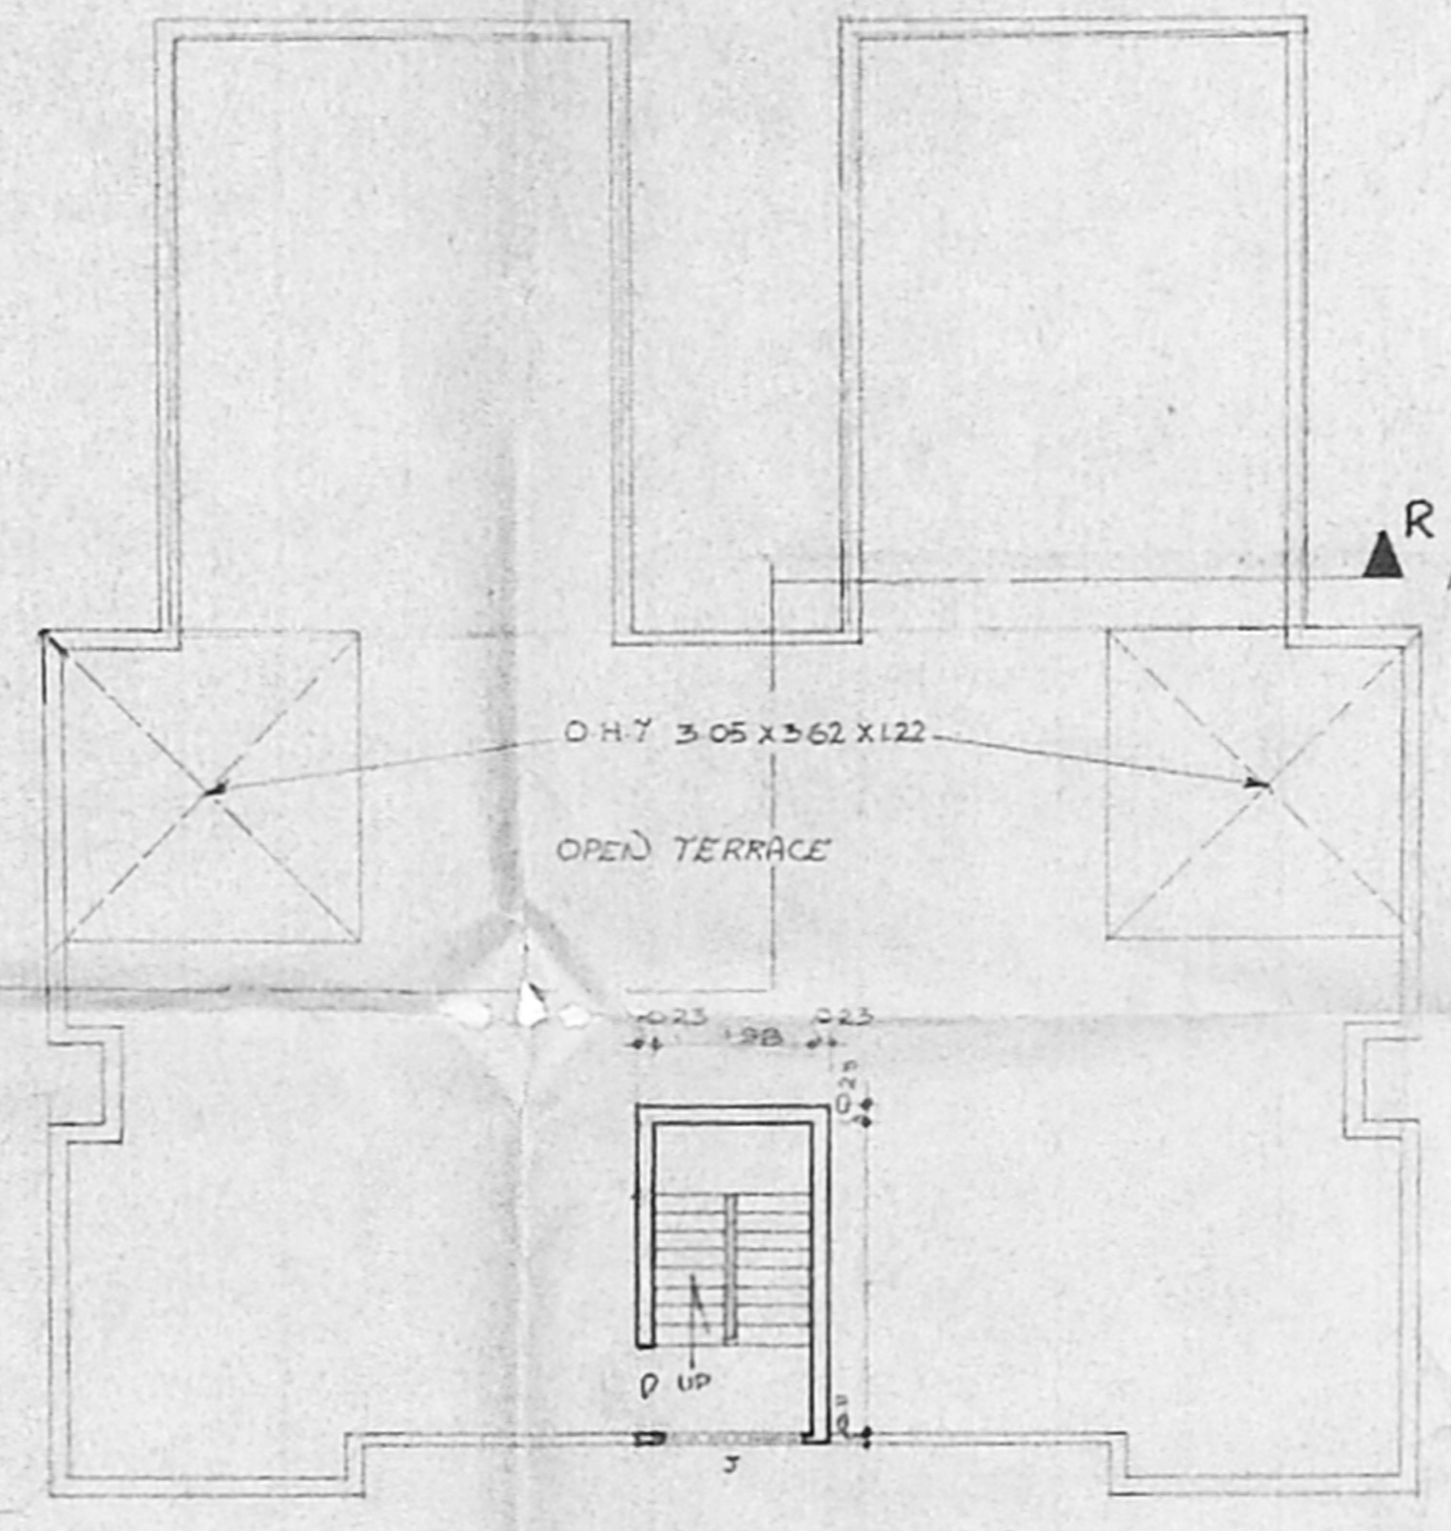 R
O.H.T 3.05 X 3.62 X 1.22
OPEN TERRACE
0.23 0.23
1.98
D UP
J